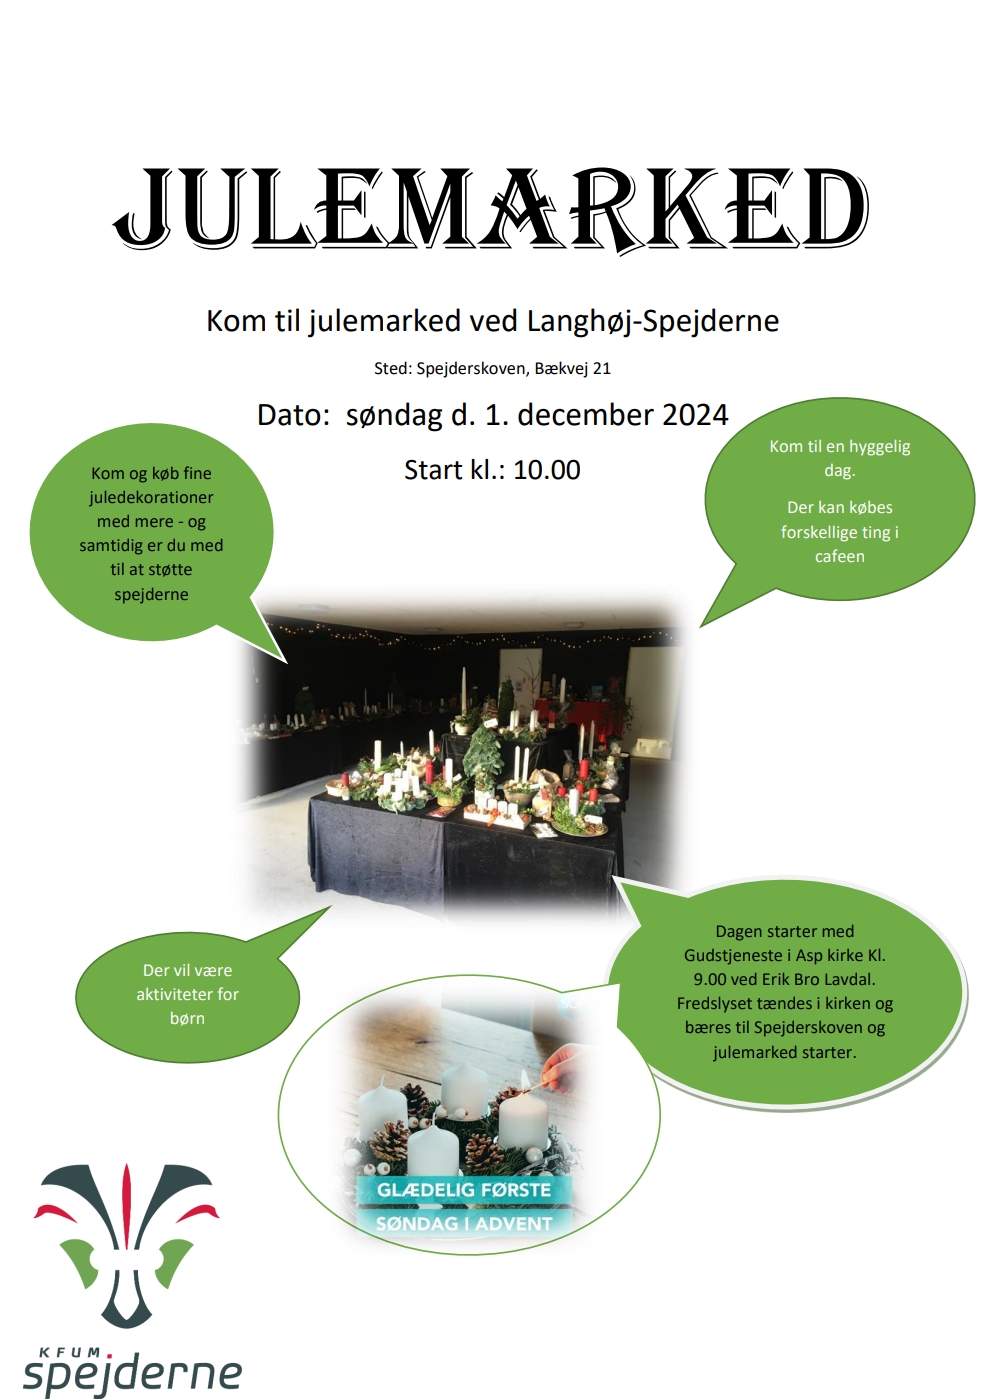 JULEMARKED
Kom til julemarked ved Langhøj-Spejderne
Sted: Spejderskoven, Bækvej 21
Dato:  søndag d. 1. december 2024
Start kl.: 10.00
Kom og køb fine
juledekorationer
med mere - og
samtidig er du med
til at støtte
spejderne
Kom til en hyggelig
dag.
Der kan købes
forskellige ting i
cafeen
Der vil være
aktiviteter for
børn
Dagen starter med
Gudstjeneste i Asp kirke Kl.
9.00 ved Erik Bro Lavdal.
Fredslyset tændes i kirken og
bæres til Spejderskoven og
julemarked starter.
GLÆDELIG FØRSTE
SØNDAG I ADVENT
KFUM
spejderne